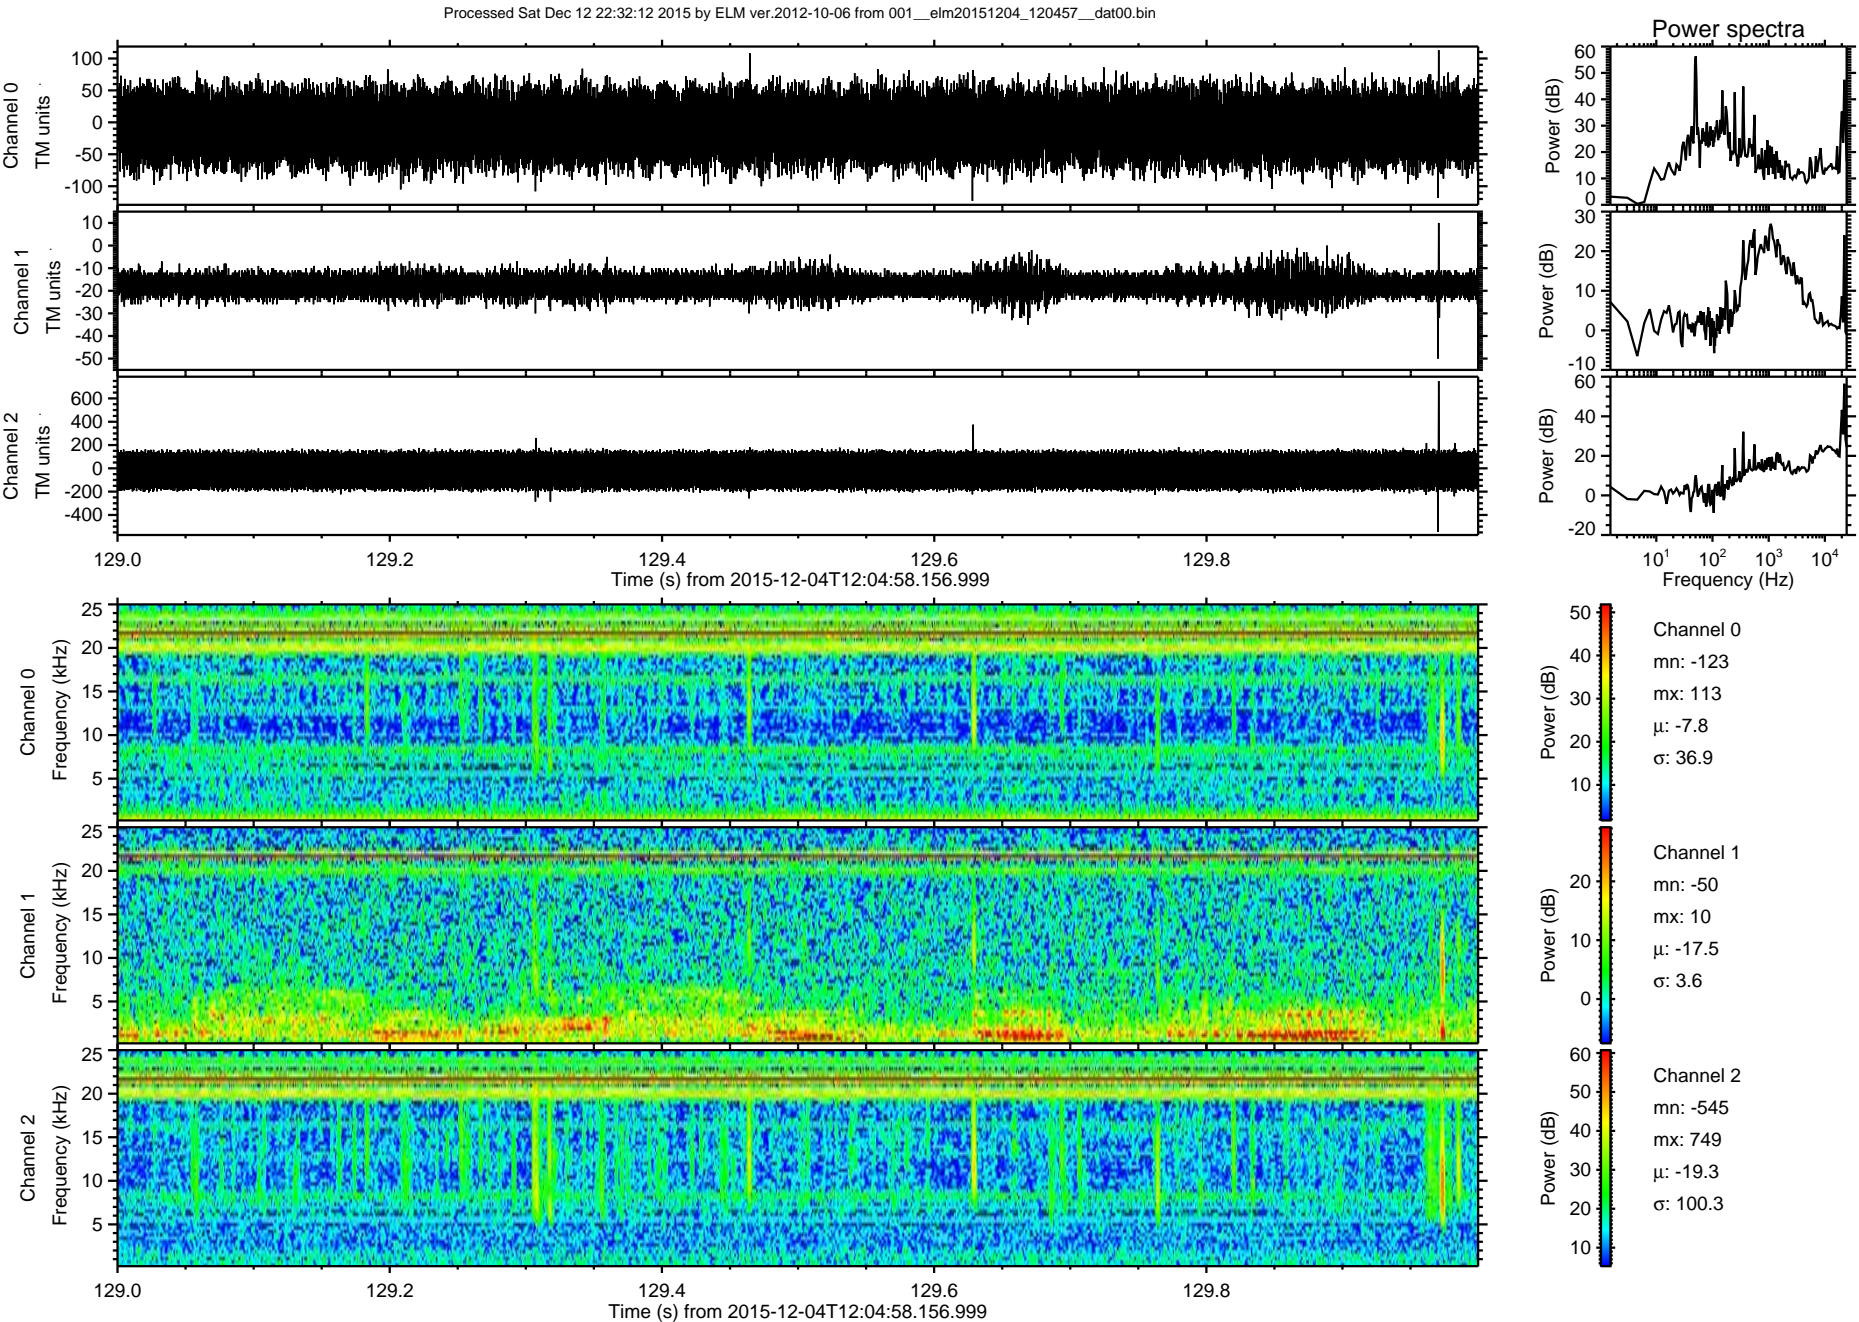 Processed Sat Dec 12 22:32:12 2015 by ELM ver.2012-10-06 from 001__elm20151204_120457__dat00.bin
Power spectra
Channel 0
TM units
100
50
0
-50
-100
Power (dB)
60
50
40
30
20
10
0
Channel 1
TM units
10
0
-10
-20
-30
-40
-50
Power (dB)
30
20
10
0
-10
Channel 2
TM units
600
400
200
0
-200
-400
Power (dB)
60
40
20
0
-20
129.0 129.2 129.4 129.6 129.8
Time (s) from 2015-12-04T12:04:58.156.999
10¹ 10² 10³ 10⁴
Frequency (Hz)
Channel 0
Frequency (kHz)
25
20
15
10
5
Power (dB)
50
40
30
20
10
Channel 0
mn: -123
mx: 113
μ: -7.8
σ: 36.9
Channel 1
Frequency (kHz)
25
20
15
10
5
Power (dB)
20
10
0
Channel 1
mn: -50
mx: 10
μ: -17.5
σ: 3.6
Channel 2
Frequency (kHz)
25
20
15
10
5
Power (dB)
60
50
40
30
20
10
Channel 2
mn: -545
mx: 749
μ: -19.3
σ: 100.3
129.0 129.2 129.4 129.6 129.8
Time (s) from 2015-12-04T12:04:58.156.999